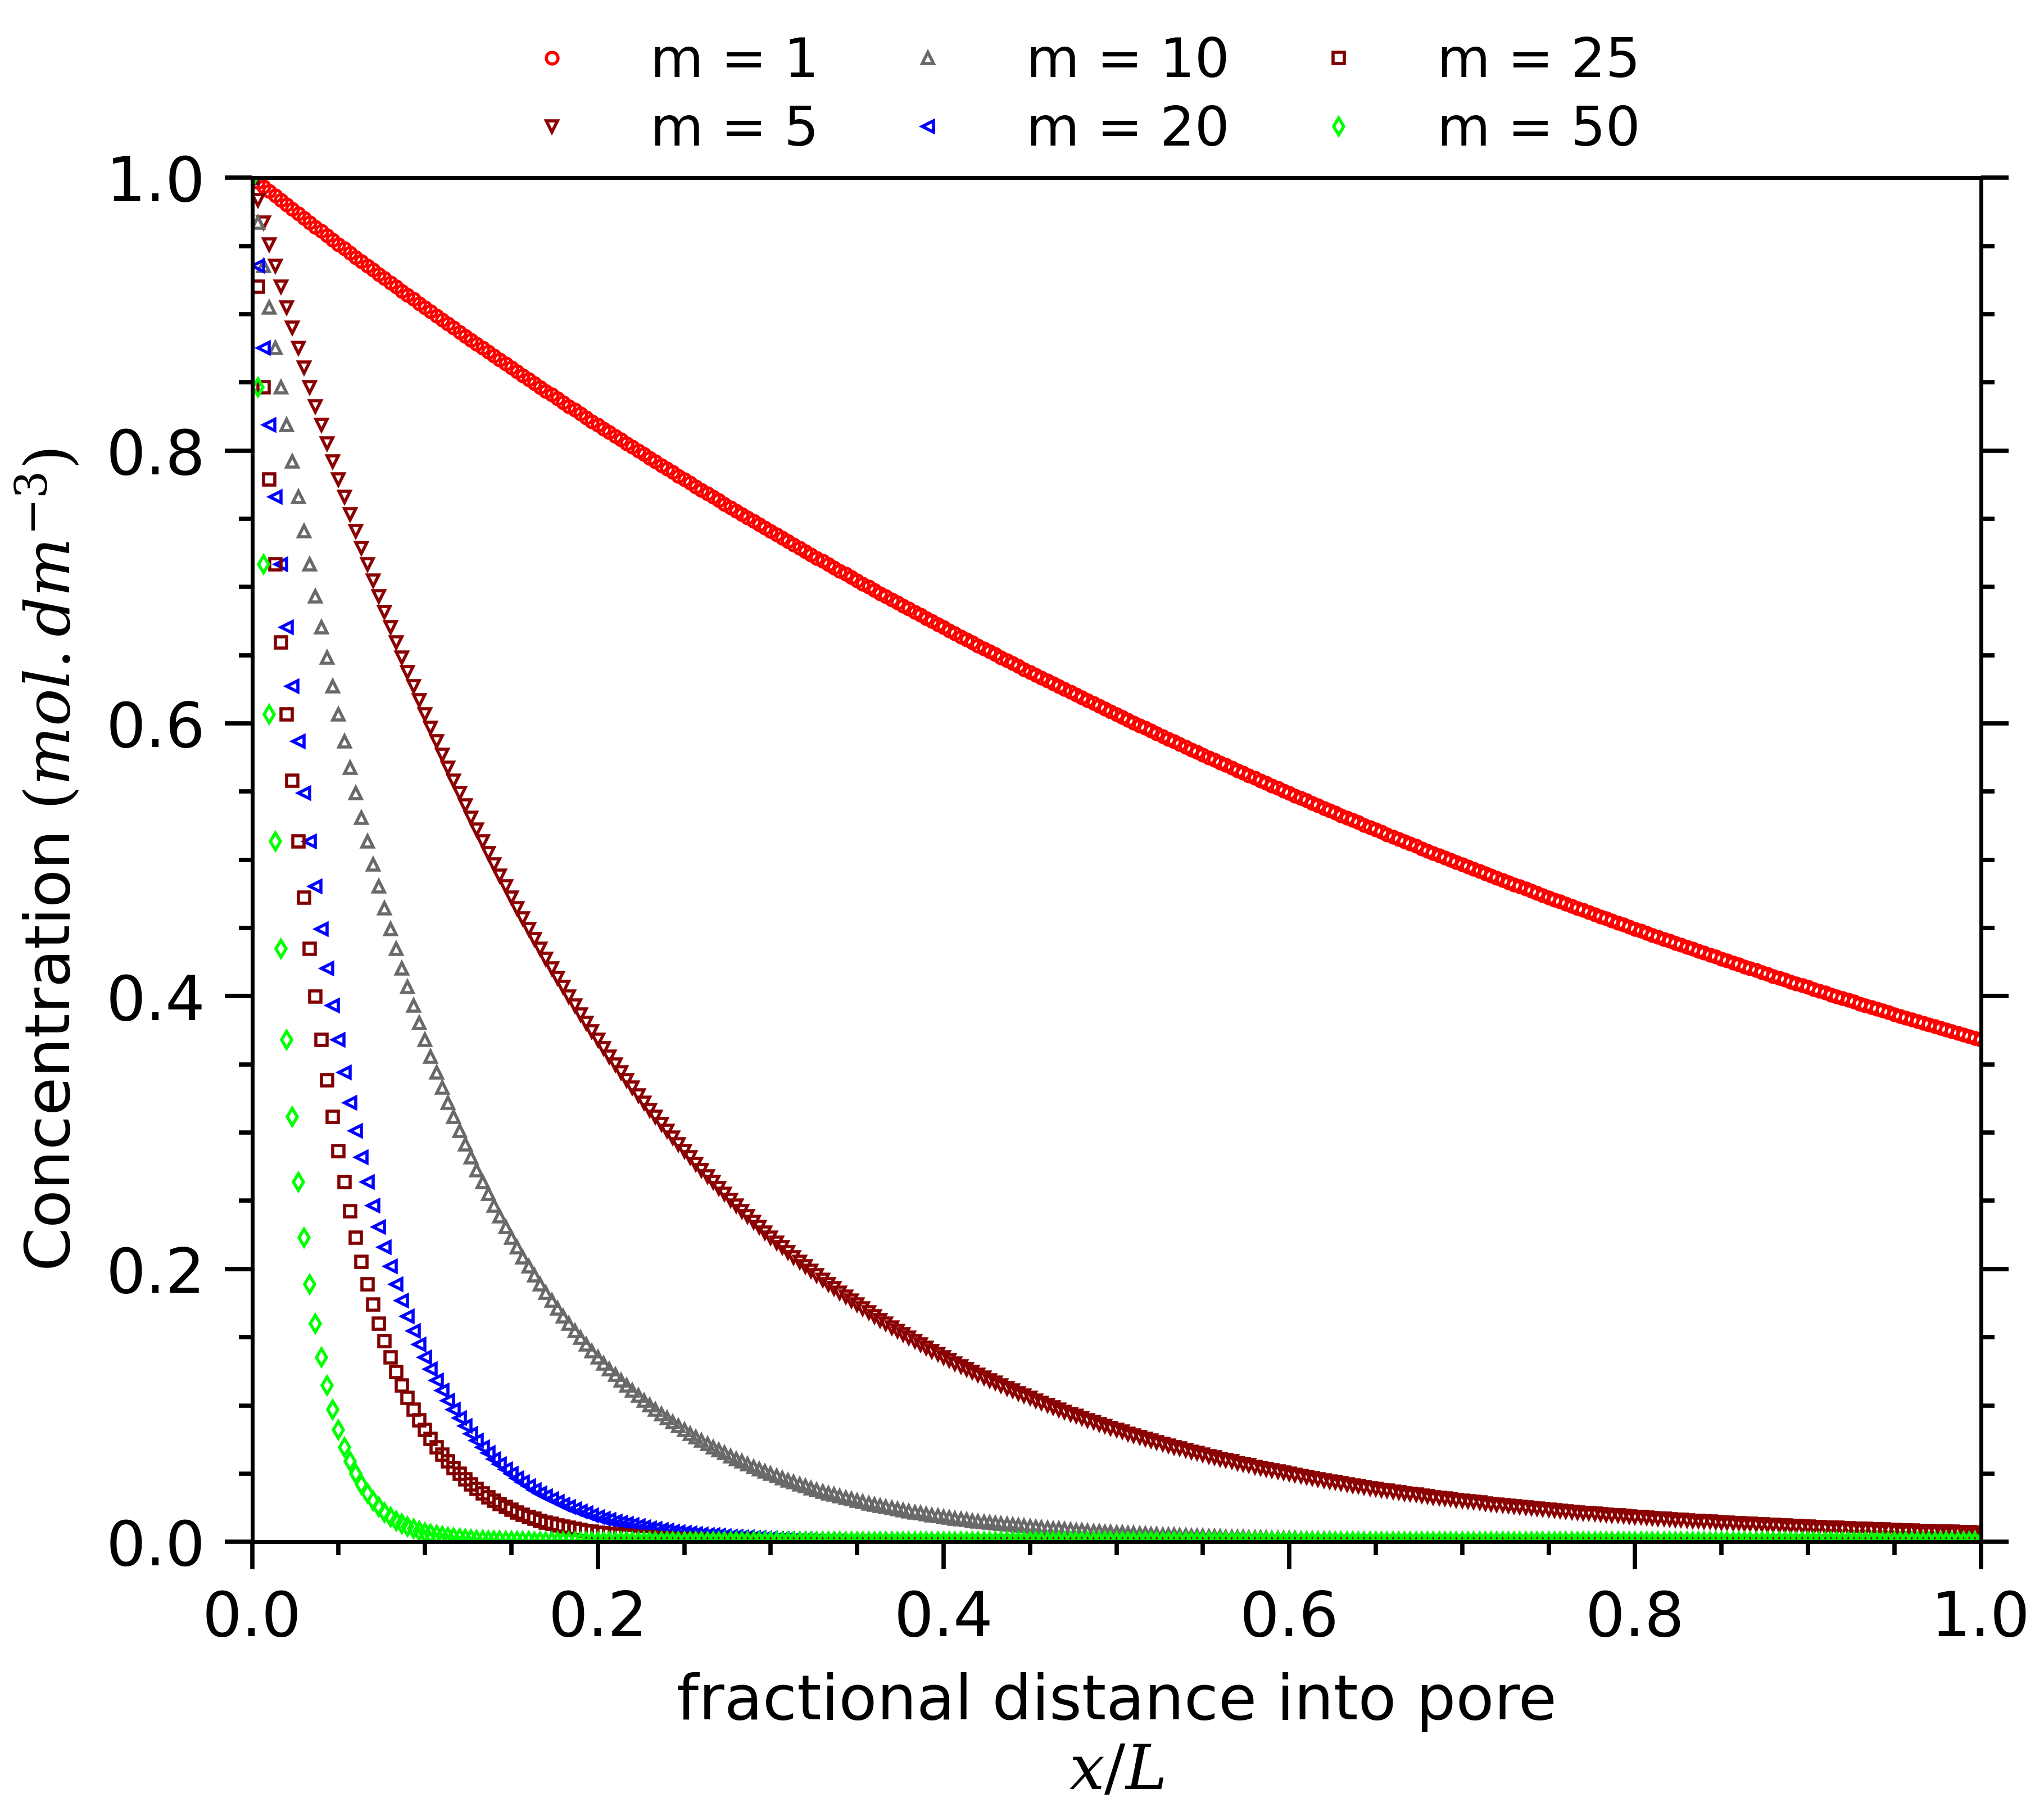 m = 1 m = 10 m = 25
m = 5 m = 20 m = 50
1.0
0.8
0.6
0.4
0.2
0.0
Concentration (mol. dm⁻³)
0.0 0.2 0.4 0.6 0.8 1.0
fractional distance into pore
x/L